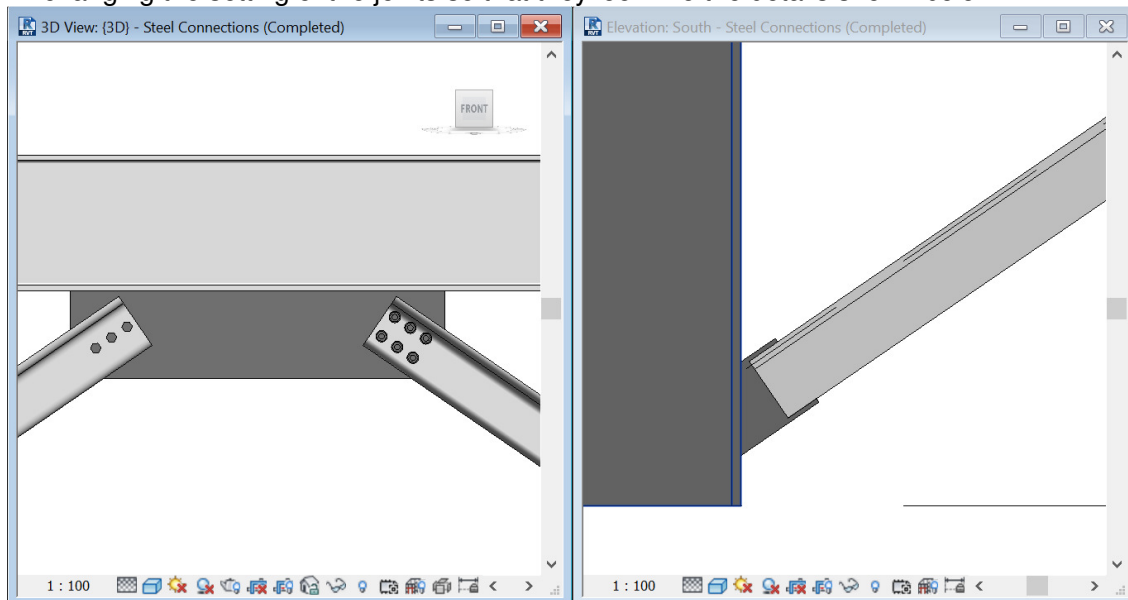 3D View: {3D} - Steel Connections (Completed)
Elevation: South - Steel Connections (Completed)
FRONT
1 : 100
1 : 100